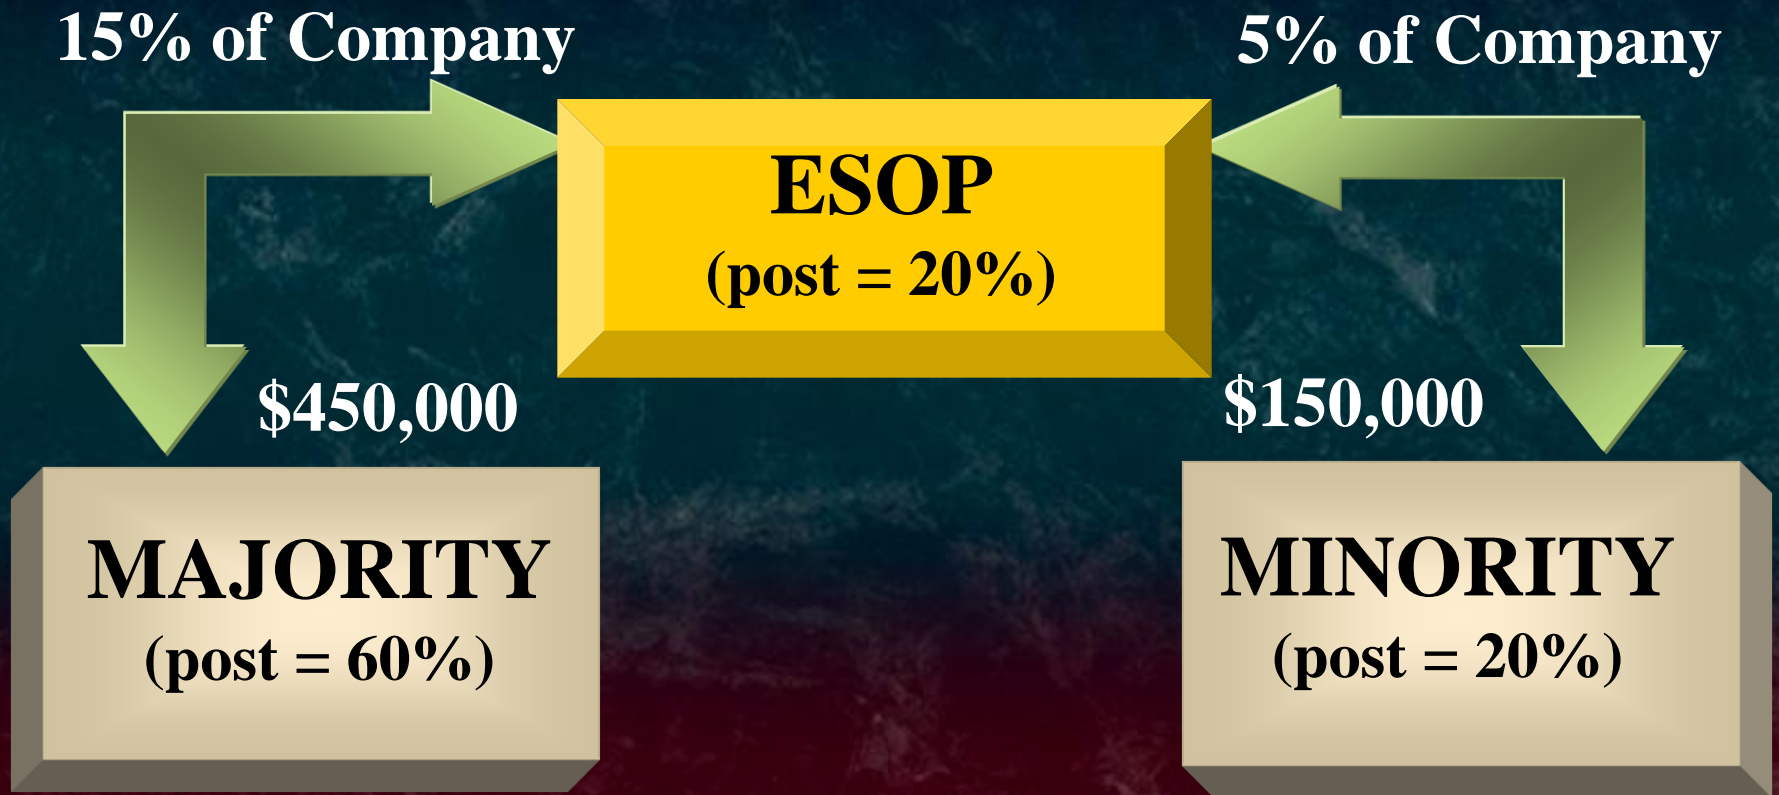 15% of Company
5% of Company
ESOP
(post = 20%)
$450,000
$150,000
MAJORITY
(post = 60%)
MINORITY
(post = 20%)